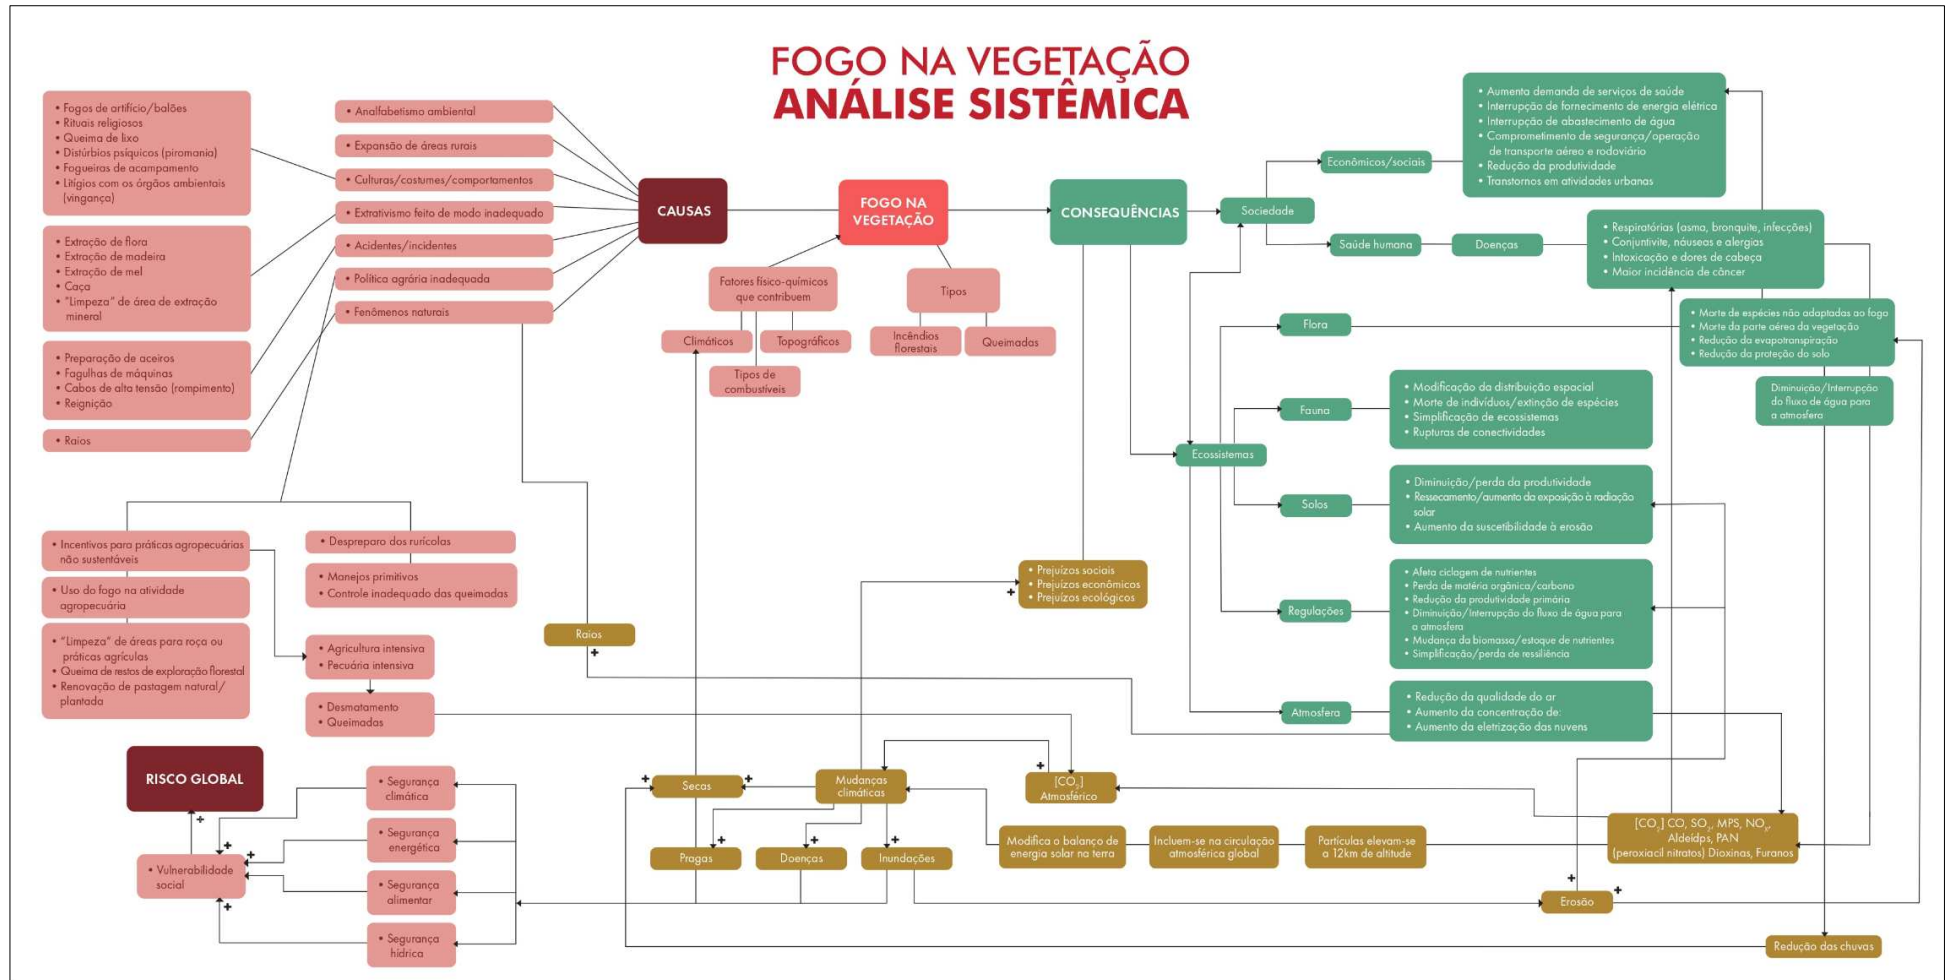 FOGO NA VEGETAÇÃO
ANÁLISE SISTÊMICA
• Fogos de artifício/balões
• Rituais religiosos
• Queima de lixo
• Distúrbios psíquicos (piromania)
• Fogueiras de acampamento
• Litígios com os órgãos ambientais
(vingança)
• Extração de flora
• Extração de madeira
• Extração de mel
• Caça
• "Limpeza" de área de extração
mineral
• Preparação de aceiros
• Fagulhas de máquinas
• Cabos de alta tensão (rompimento)
• Reignição
• Raios
• Analfabetismo ambiental
• Expansão de áreas rurais
• Culturas/costumes/comportamentos
• Extrativismo feito de modo inadequado
• Acidentes/incidentes
• Política agrária inadequada
• Fenômenos naturais
CAUSAS
FOGO NA
VEGETAÇÃO
Fatores físico-químicos
que contribuem
Climáticos
Topográficos
Tipos de
combustíveis
Tipos
Incêndios
florestais
Queimadas
CONSEQUÊNCIAS
Sociedade
Econômicos/sociais
• Aumenta demanda de serviços de saúde
• Interrupção de fornecimento de energia elétrica
• Interrupção de abastecimento de água
• Comprometimento de segurança/operação
de transporte aéreo e rodoviário
• Redução da produtividade
• Transtornos em atividades urbanas
Saúde humana
Doenças
• Respiratórias (asma, bronquite, infecções)
• Conjuntivite, náuseas e alergias
• Intoxicação e dores de cabeça
• Maior incidência de câncer
Ecossistemas
Flora
• Morte de espécies não adaptadas ao fogo
• Morte da parte aérea da vegetação
• Redução da evapotranspiração
• Redução da proteção do solo
Diminuição/Interrupção
do fluxo de água para
a atmosfera
Fauna
• Modificação da distribuição espacial
• Morte de indivíduos/extinção de espécies
• Simplificação de ecossistemas
• Rupturas de conectividades
Solos
• Diminuição/perda da produtividade
• Ressecamento/aumento da exposição à radiação
solar
• Aumento da suscetibilidade à erosão
Regulações
• Afeta ciclagem de nutrientes
• Perda de matéria orgânica/carbono
• Redução da produtividade primária
• Diminuição/Interrupção do fluxo de água para
a atmosfera
• Mudança da biomassa/estoque de nutrientes
• Simplificação/perda de ressiliência
Atmosfera
• Redução da qualidade do ar
• Aumento da concentração de:
• Aumento da eletrização das nuvens
• Incentivos para práticas agropecuárias
não sustentáveis
• Uso do fogo na atividade
agropecuária
• "Limpeza" de áreas para roça ou
práticas agrículas
• Queima de restos de exploração florestal
• Renovação de pastagem natural/
plantada
• Despreparo dos rurícolas
• Manejos primitivos
• Controle inadequado das queimadas
• Agricultura intensiva
• Pecuária intensiva
• Desmatamento
• Queimadas
Raios
+
• Prejuízos sociais
• Prejuízos econômicos
• Prejuízos ecológicos
+
RISCO GLOBAL
+
• Vulnerabilidade
social
+
+
+
+
• Segurança
climática
• Segurança
energética
• Segurança
alimentar
• Segurança
hídrica
+
Secas
+
Mudanças
climáticas
+
[CO₂]
Atmosférico
+
Pragas
+
Doenças
+
Inundações
Modifica o balanço de
energia solar na terra
Incluem-se na circulação
atmosférica global
Partículas elevam-se
a 12km de altitude
CO, SO₂, MPS, NOₓ,
Aldeídps, PAN
(peroxiacil nitratos) Dioxinas, Furanos
+
Erosão
+
Redução das chuvas